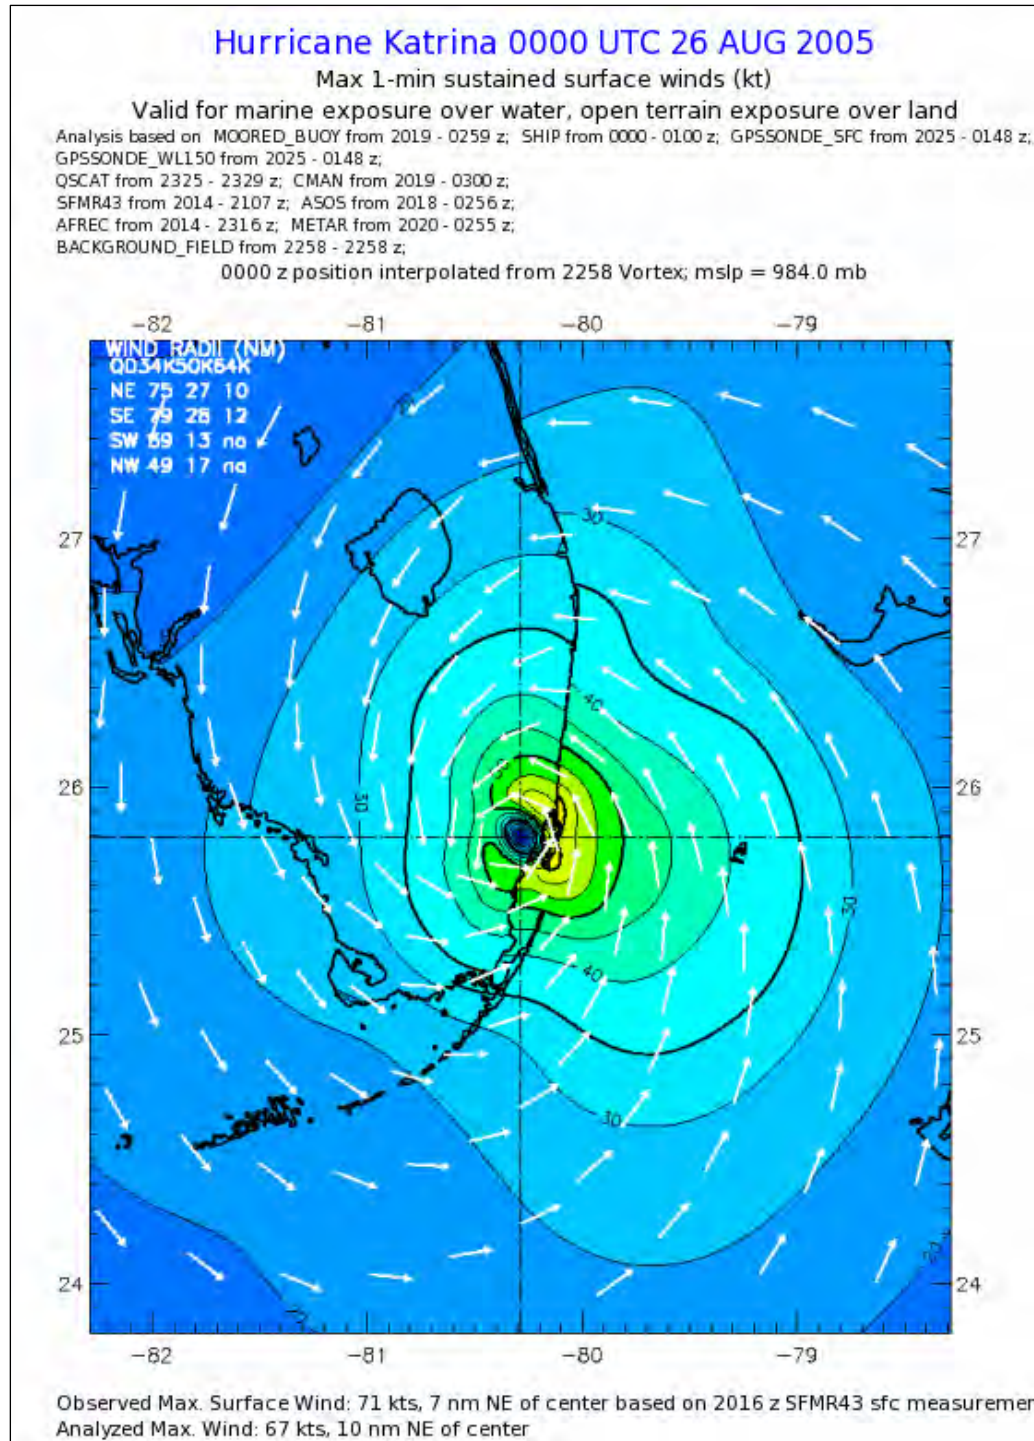 Hurricane Katrina 0000 UTC 26 AUG 2005
Max 1-min sustained surface winds (kt)
Valid for marine exposure over water, open terrain exposure over land
Analysis based on MOORED_BUOY from 2019 - 0259 z; SHIP from 0000 - 0100 z; GPSSONDE_SFC from 2025 - 0148 z;
GPSSONDE_WL150 from 2025 - 0148 z;
QSCAT from 2325 - 2329 z; CMAN from 2019 - 0300 z;
SFMR43 from 2014 - 2107 z; ASOS from 2018 - 0256 z;
AFREC from 2014 - 2316 z; METAR from 2020 - 0255 z;
BACKGROUND_FIELD from 2258 - 2258 z;
0000 z position interpolated from 2258 Vortex; mslp = 984.0 mb
-82 -81 -80 -79
WIND RADII (NM)
QD34K50K64K
NE 75 27 10
SE 79 28 12
SW 69 13 na
NW 49 17 na
30
27 27
40
50
26 26
30
30
40
25 25
30
20
24 24
-82 -81 -80 -79
Observed Max. Surface Wind: 71 kts, 7 nm NE of center based on 2016 z SFMR43 sfc measuremen
Analyzed Max. Wind: 67 kts, 10 nm NE of center